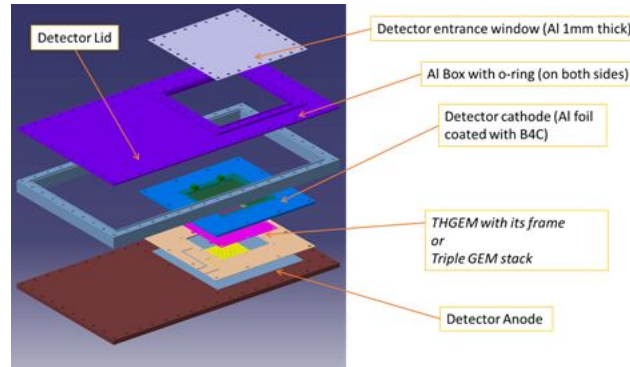 Detector Lid
Detector entrance window (Al 1mm thick)
Al Box with o-ring (on both sides)
Detector cathode (Al foil
coated with B4C)
THGEM with its frame
or
Triple GEM stack
Detector Anode